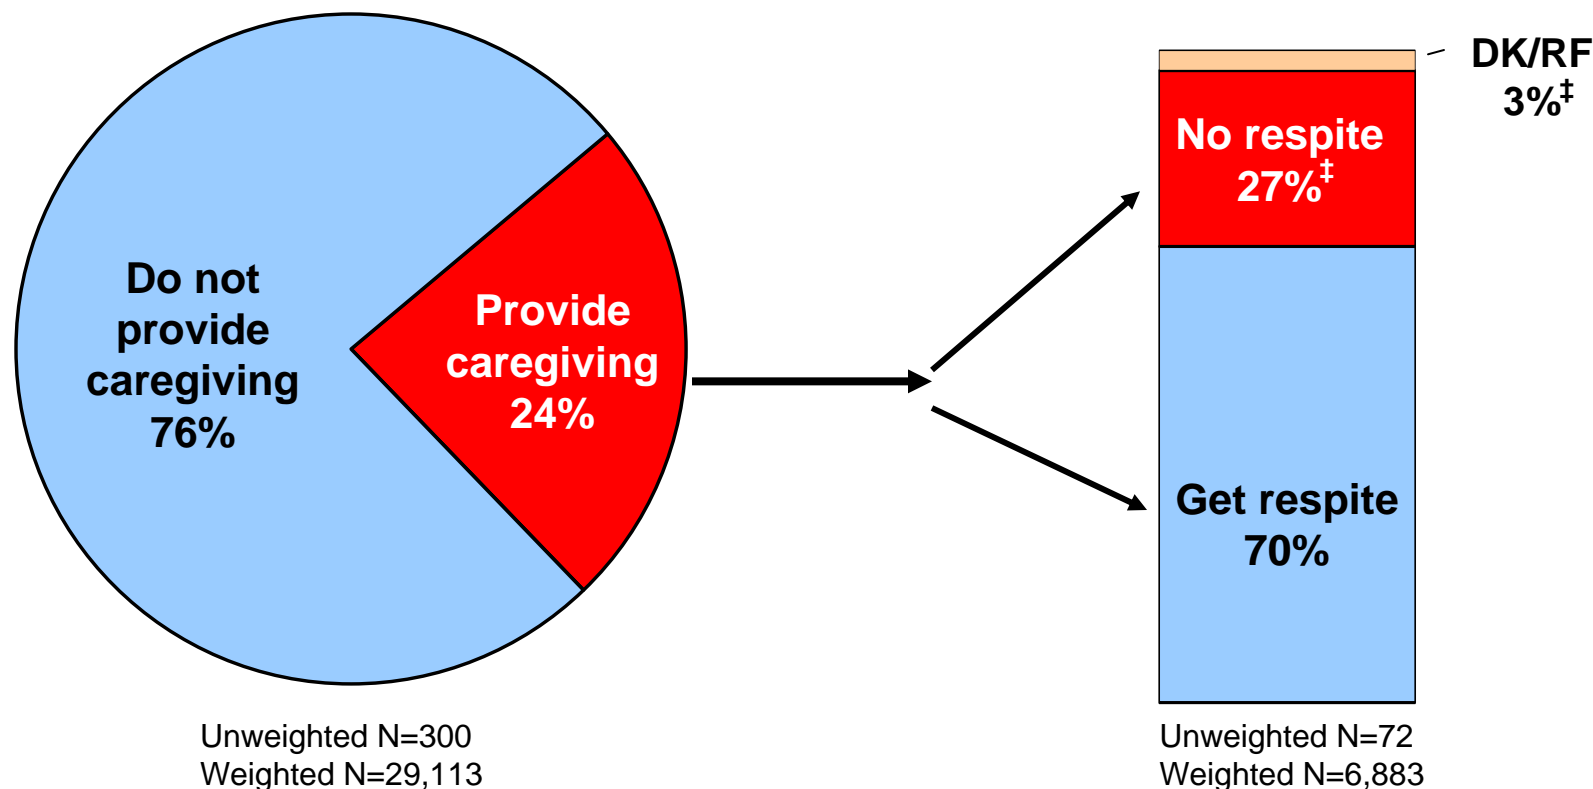 Do not
provide
caregiving
76%
Provide
caregiving
24%
DK/RF
3%‡
No respite
27%‡
Get respite
70%
Unweighted N=300
Weighted N=29,113
Unweighted N=72
Weighted N=6,883